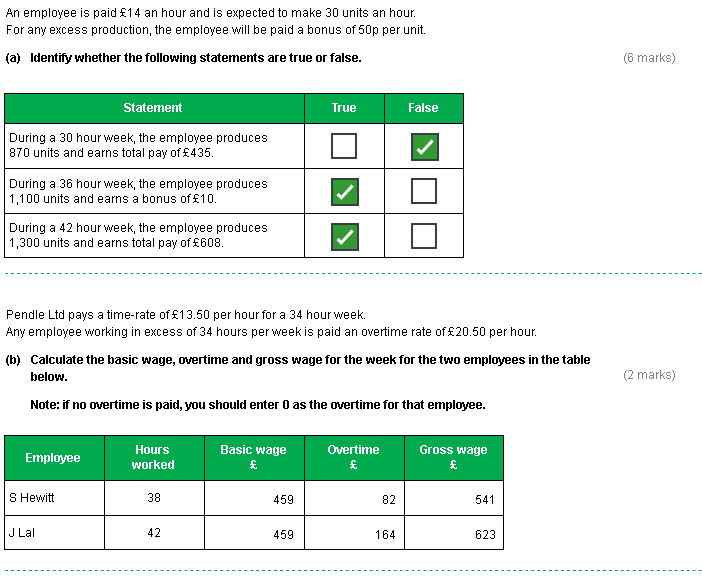 An employee is paid £14 an hour and is expected to make 30 units an hour.
For any excess production, the employee will be paid a bonus of 50p per unit.
(a) Identify whether the following statements are true or false.
(6 marks)
Statement True False
During a 30 hour week, the employee produces
870 units and earns total pay of £435.
During a 36 hour week, the employee produces
1,100 units and earns a bonus of £10.
During a 42 hour week, the employee produces
1,300 units and earns total pay of £608.
Pendle Ltd pays a time-rate of £13.50 per hour for a 34 hour week.
Any employee working in excess of 34 hours per week is paid an overtime rate of £20.50 per hour.
(b) Calculate the basic wage, overtime and gross wage for the week for the two employees in the table
below.
(2 marks)
Note: if no overtime is paid, you should enter 0 as the overtime for that employee.
Employee Hours worked Basic wage £ Overtime £ Gross wage £
S Hewitt 38 459 82 541
J Lal 42 459 164 623